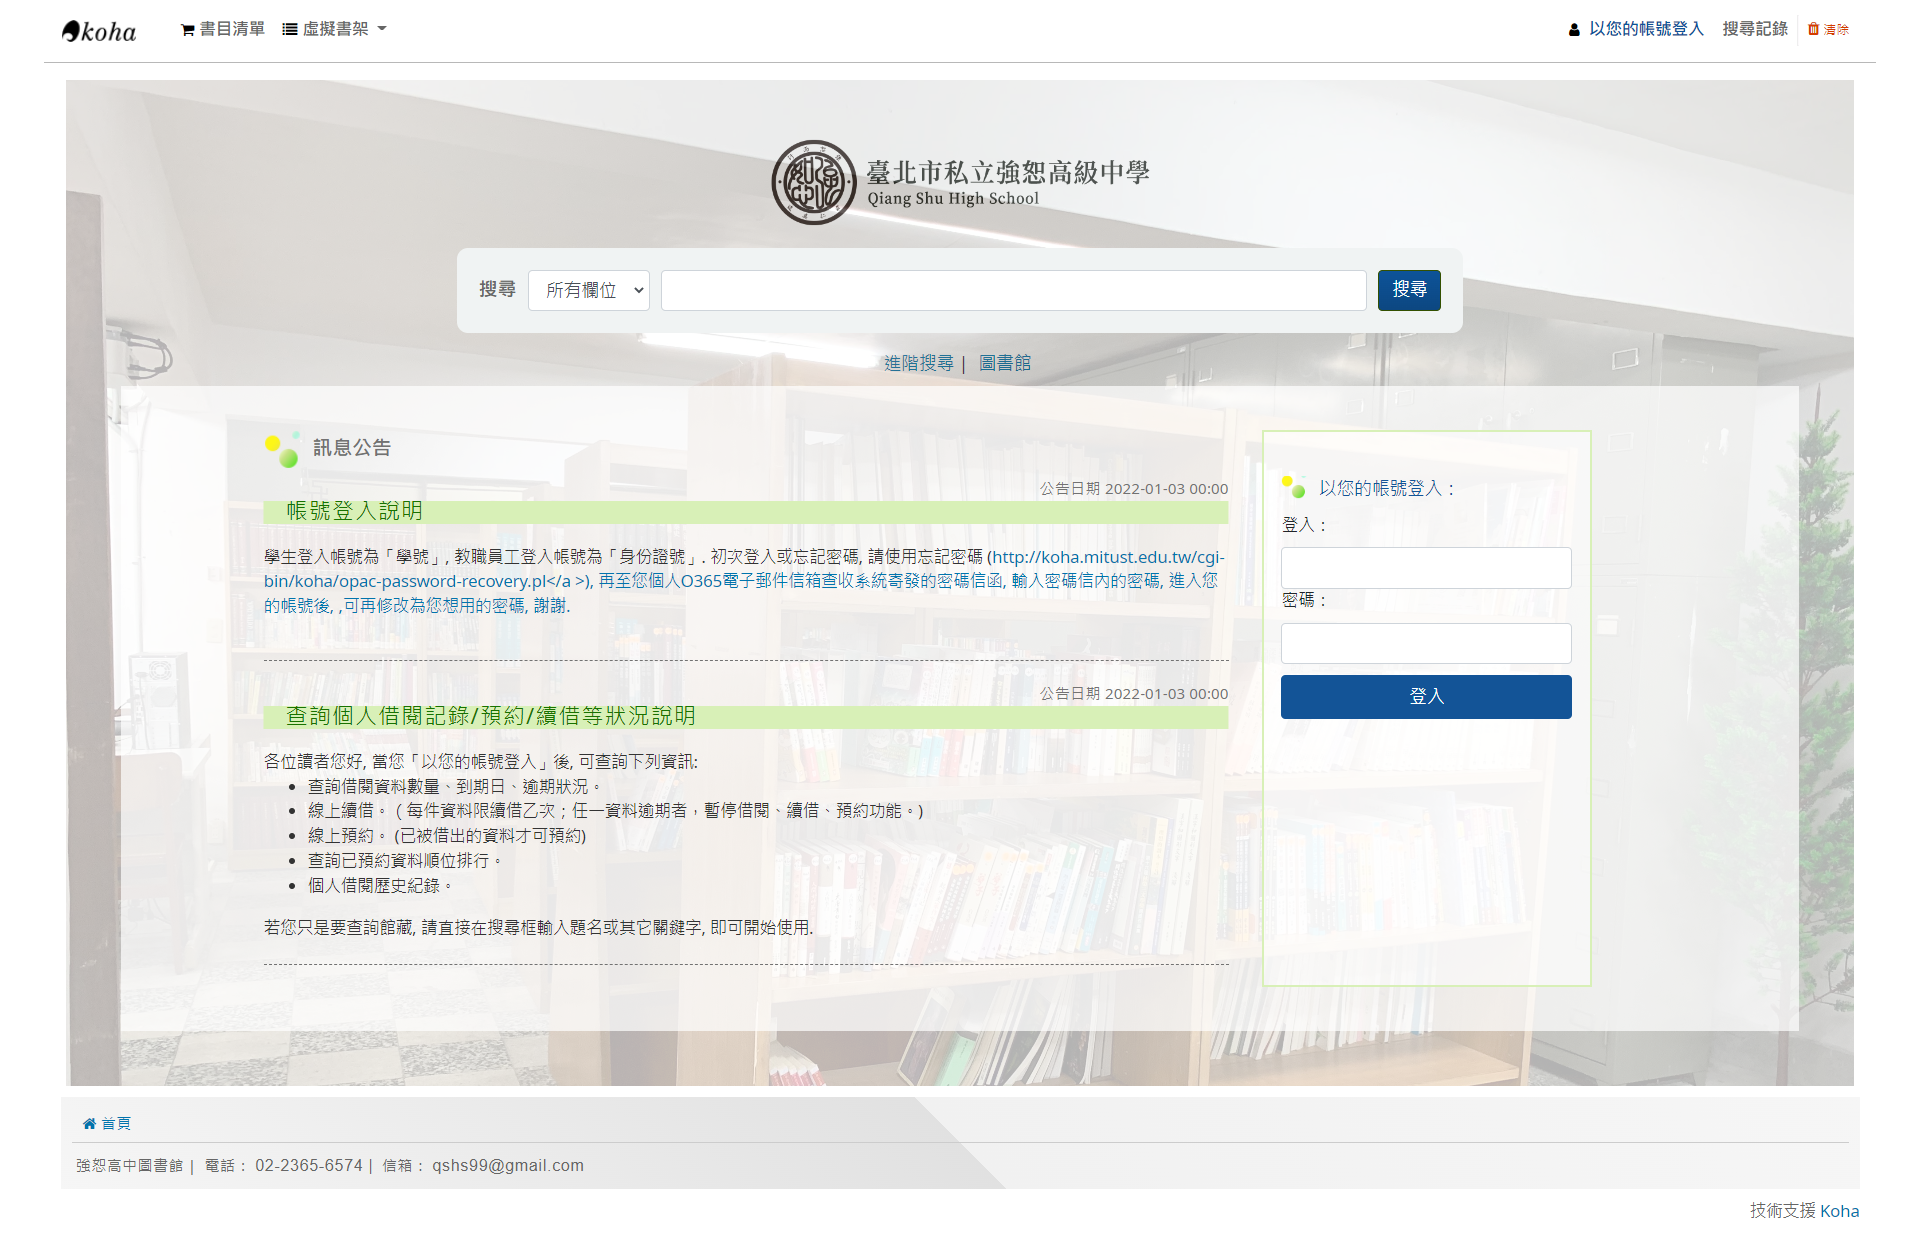 koha 書目清單 虛擬書架 以您的帳號登入 搜尋記錄 清除
臺北市私立強恕高級中學
Qiang Shu High School
搜尋 所有欄位 搜尋
進階搜尋 | 圖書館
訊息公告
公告日期 2022-01-03 00:00
帳號登入說明
學生登入帳號為「學號」, 教職員工登入帳號為「身份證號」. 初次登入或忘記密碼, 請使用忘記密碼 (http://koha.mitust.edu.tw/cgi-
bin/koha/opac-password-recovery.pl</a >), 再至您個人O365電子郵件信箱查收系統寄發的密碼信函, 輸入密碼信內的密碼, 進入您
的帳號後, ,可再修改為您想用的密碼, 謝謝.
公告日期 2022-01-03 00:00
查詢個人借閱記錄/預約/續借等狀況說明
各位讀者您好, 當您「以您的帳號登入」後, 可查詢下列資訊:
• 查詢借閱資料數量、到期日、逾期狀況。
• 線上續借。 ( 每件資料限續借乙次；任一資料逾期者，暫停借閱、續借、預約功能。)
• 線上預約。 (已被借出的資料才可預約)
• 查詢已預約資料順位排行。
• 個人借閱歷史紀錄。
若您只是要查詢館藏, 請直接在搜尋框輸入題名或其它關鍵字, 即可開始使用.
以您的帳號登入：
登入：
密碼：
登入
首頁
強恕高中圖書館 | 電話： 02-2365-6574 | 信箱： qshs99@gmail.com
技術支援 Koha